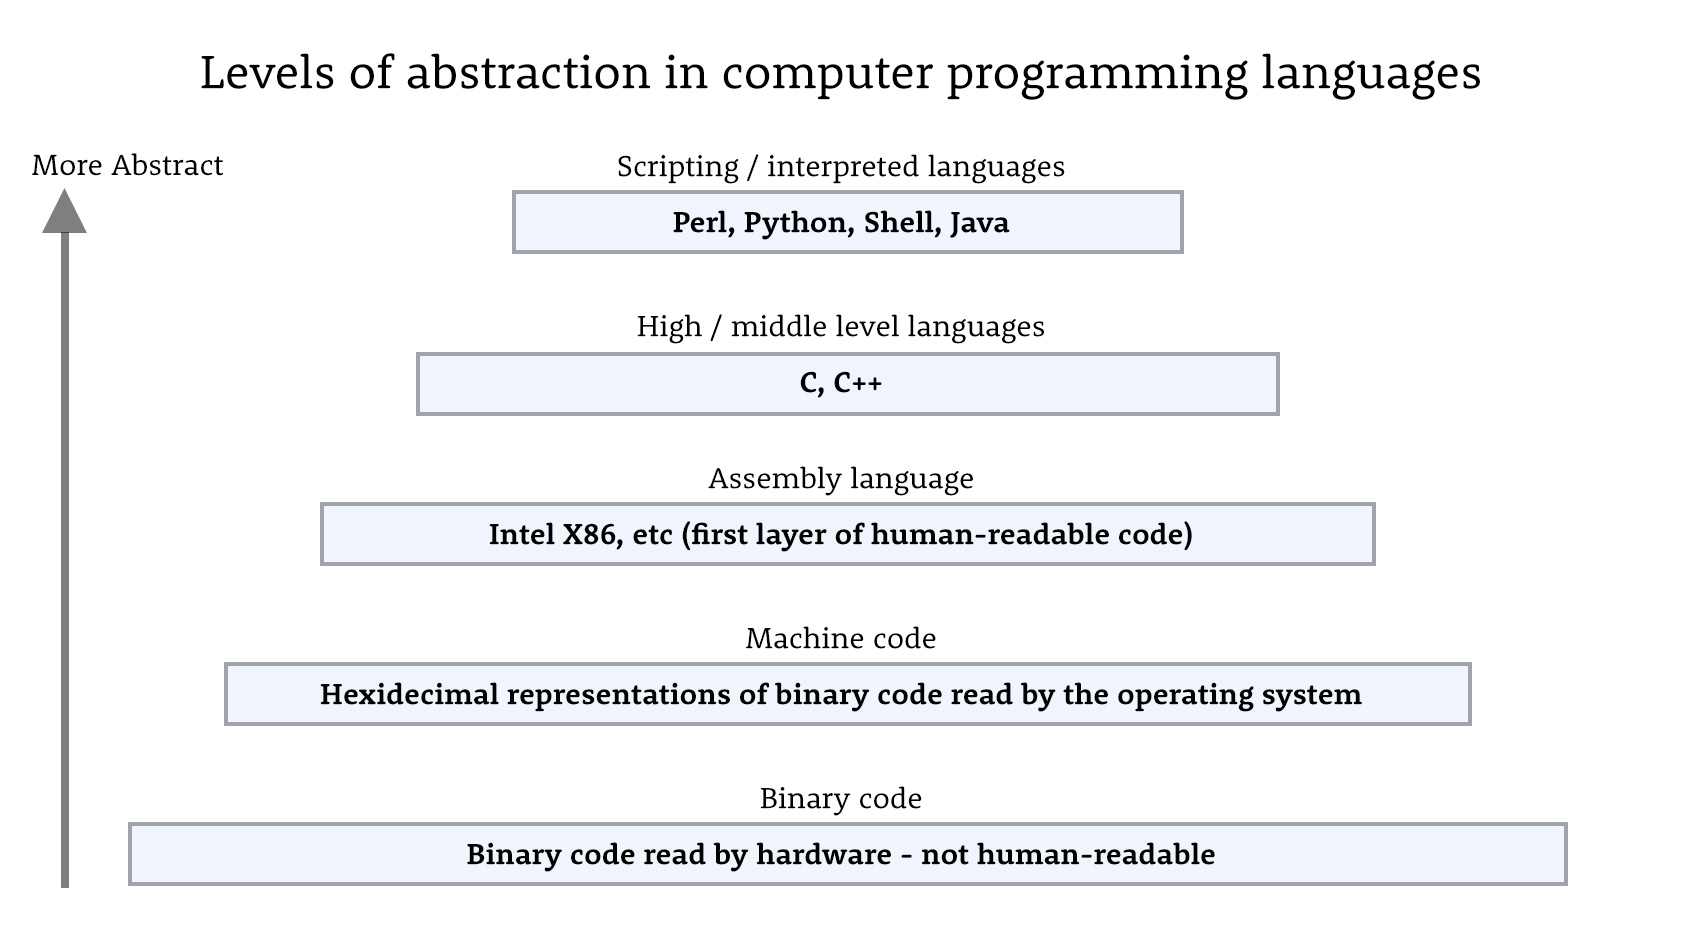 Levels of abstraction in computer programming languages
More Abstract
Scripting / interpreted languages
Perl, Python, Shell, Java
High / middle level languages
C, C++
Assembly language
Intel X86, etc (first layer of human-readable code)
Machine code
Hexidecimal representations of binary code read by the operating system
Binary code
Binary code read by hardware - not human-readable